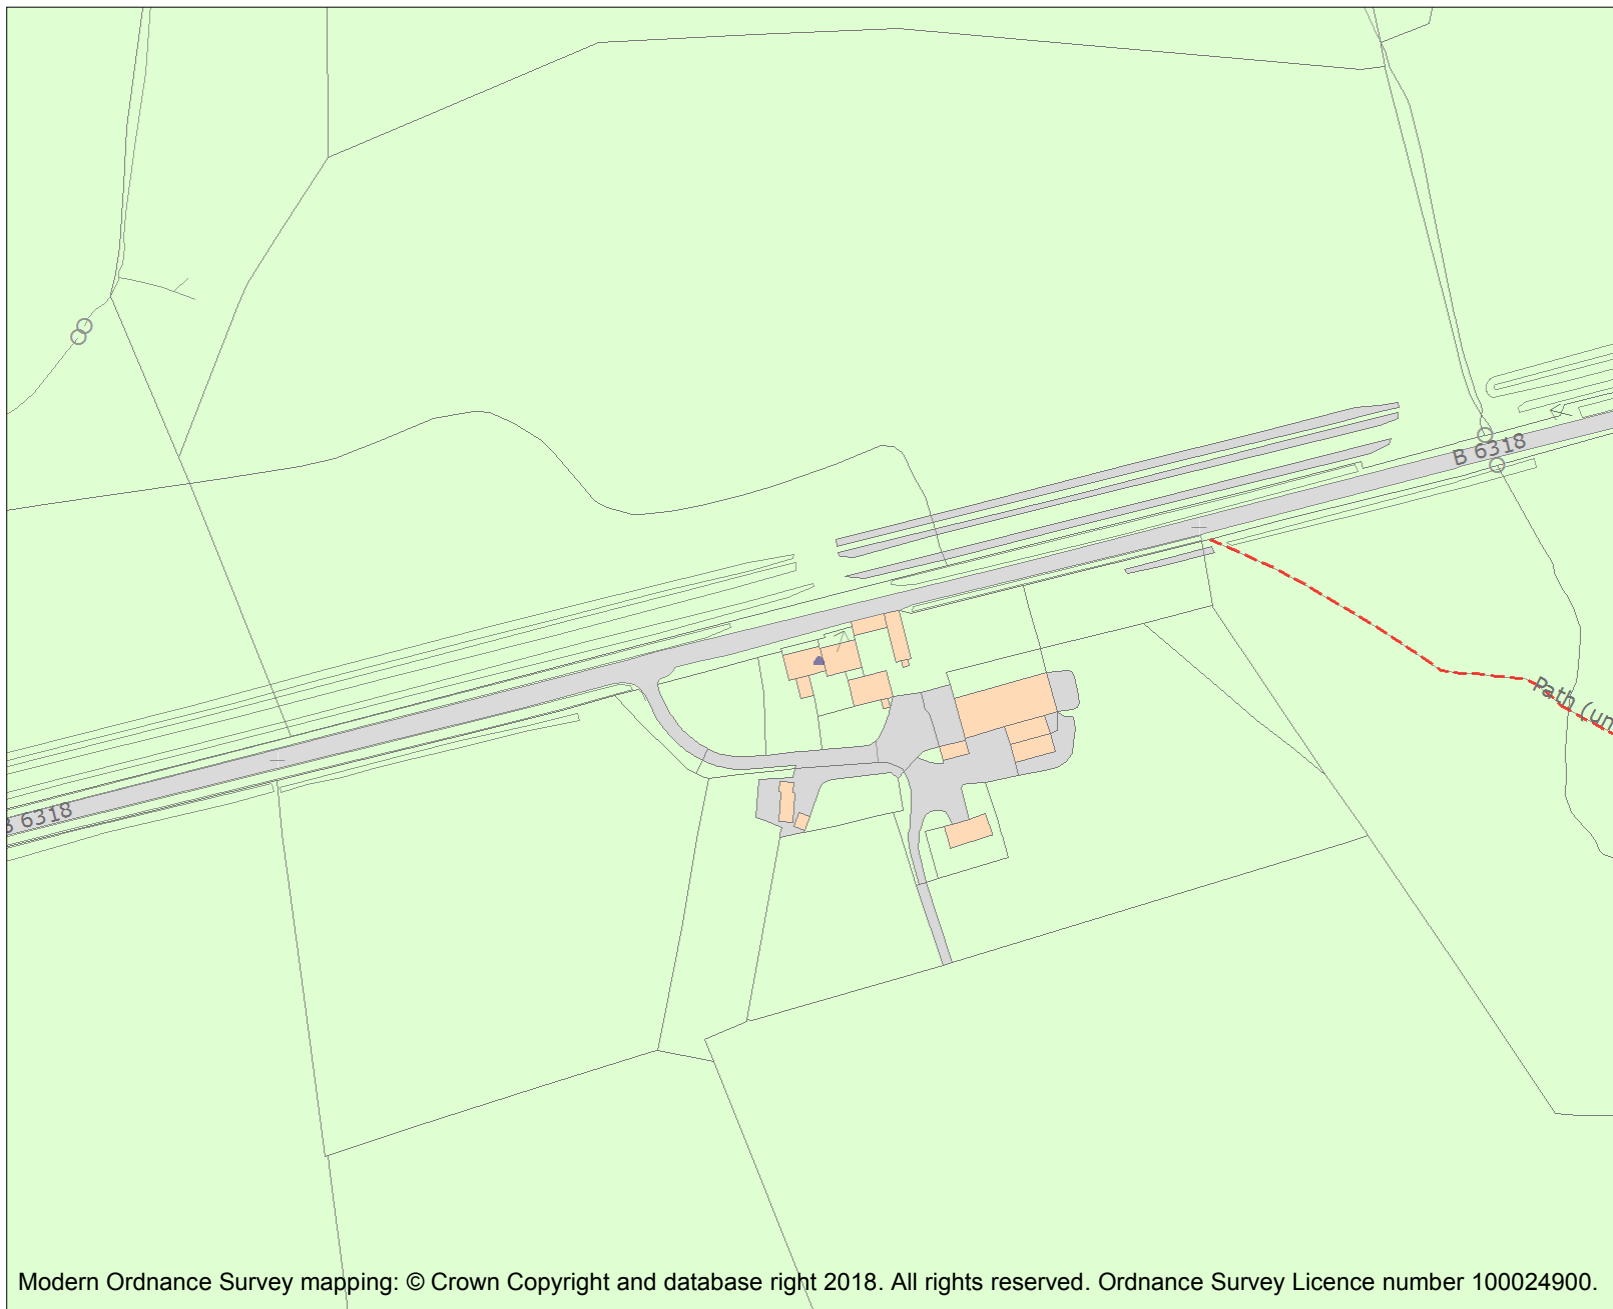 B 6318
Path (un
B 6318
Modern Ordnance Survey mapping: © Crown Copyright and database right 2018. All rights reserved. Ordnance Survey Licence number 100024900.